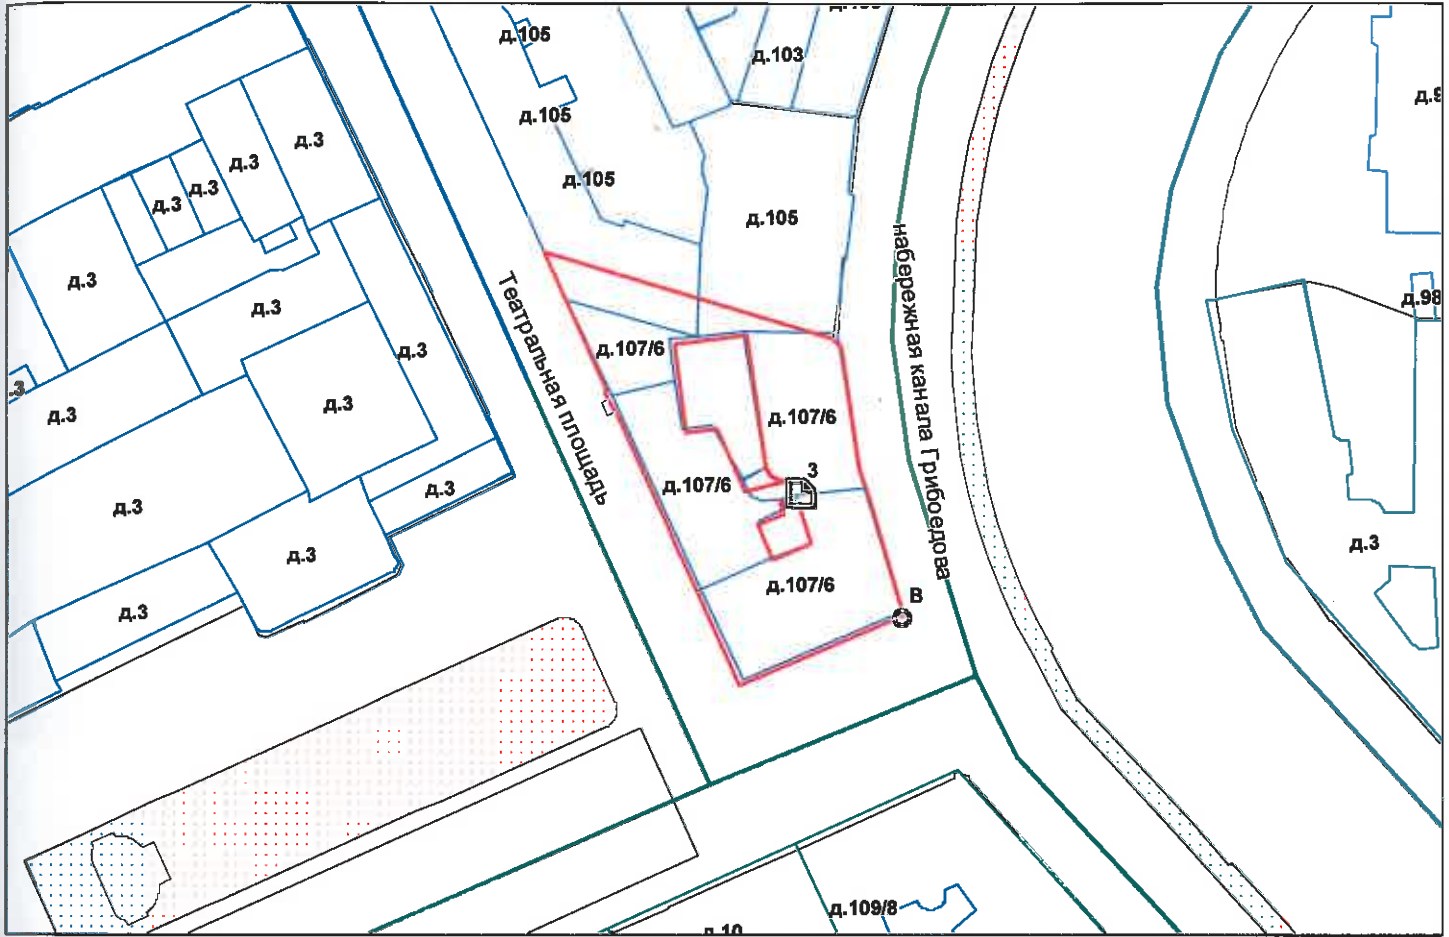 д.105
д.103
д.3
д.3
д.105
д.3
д.3
д.105
д.105
д.3
д.3
д.98
набережная канала Грибоедова
Театральная площадь
д.107/6
д.3
д.3
д.3
д.107/6
3
д.107/6
д.3
д.3
д.3
д.3
д.107/6
В
д.3
д.109/8
д.10